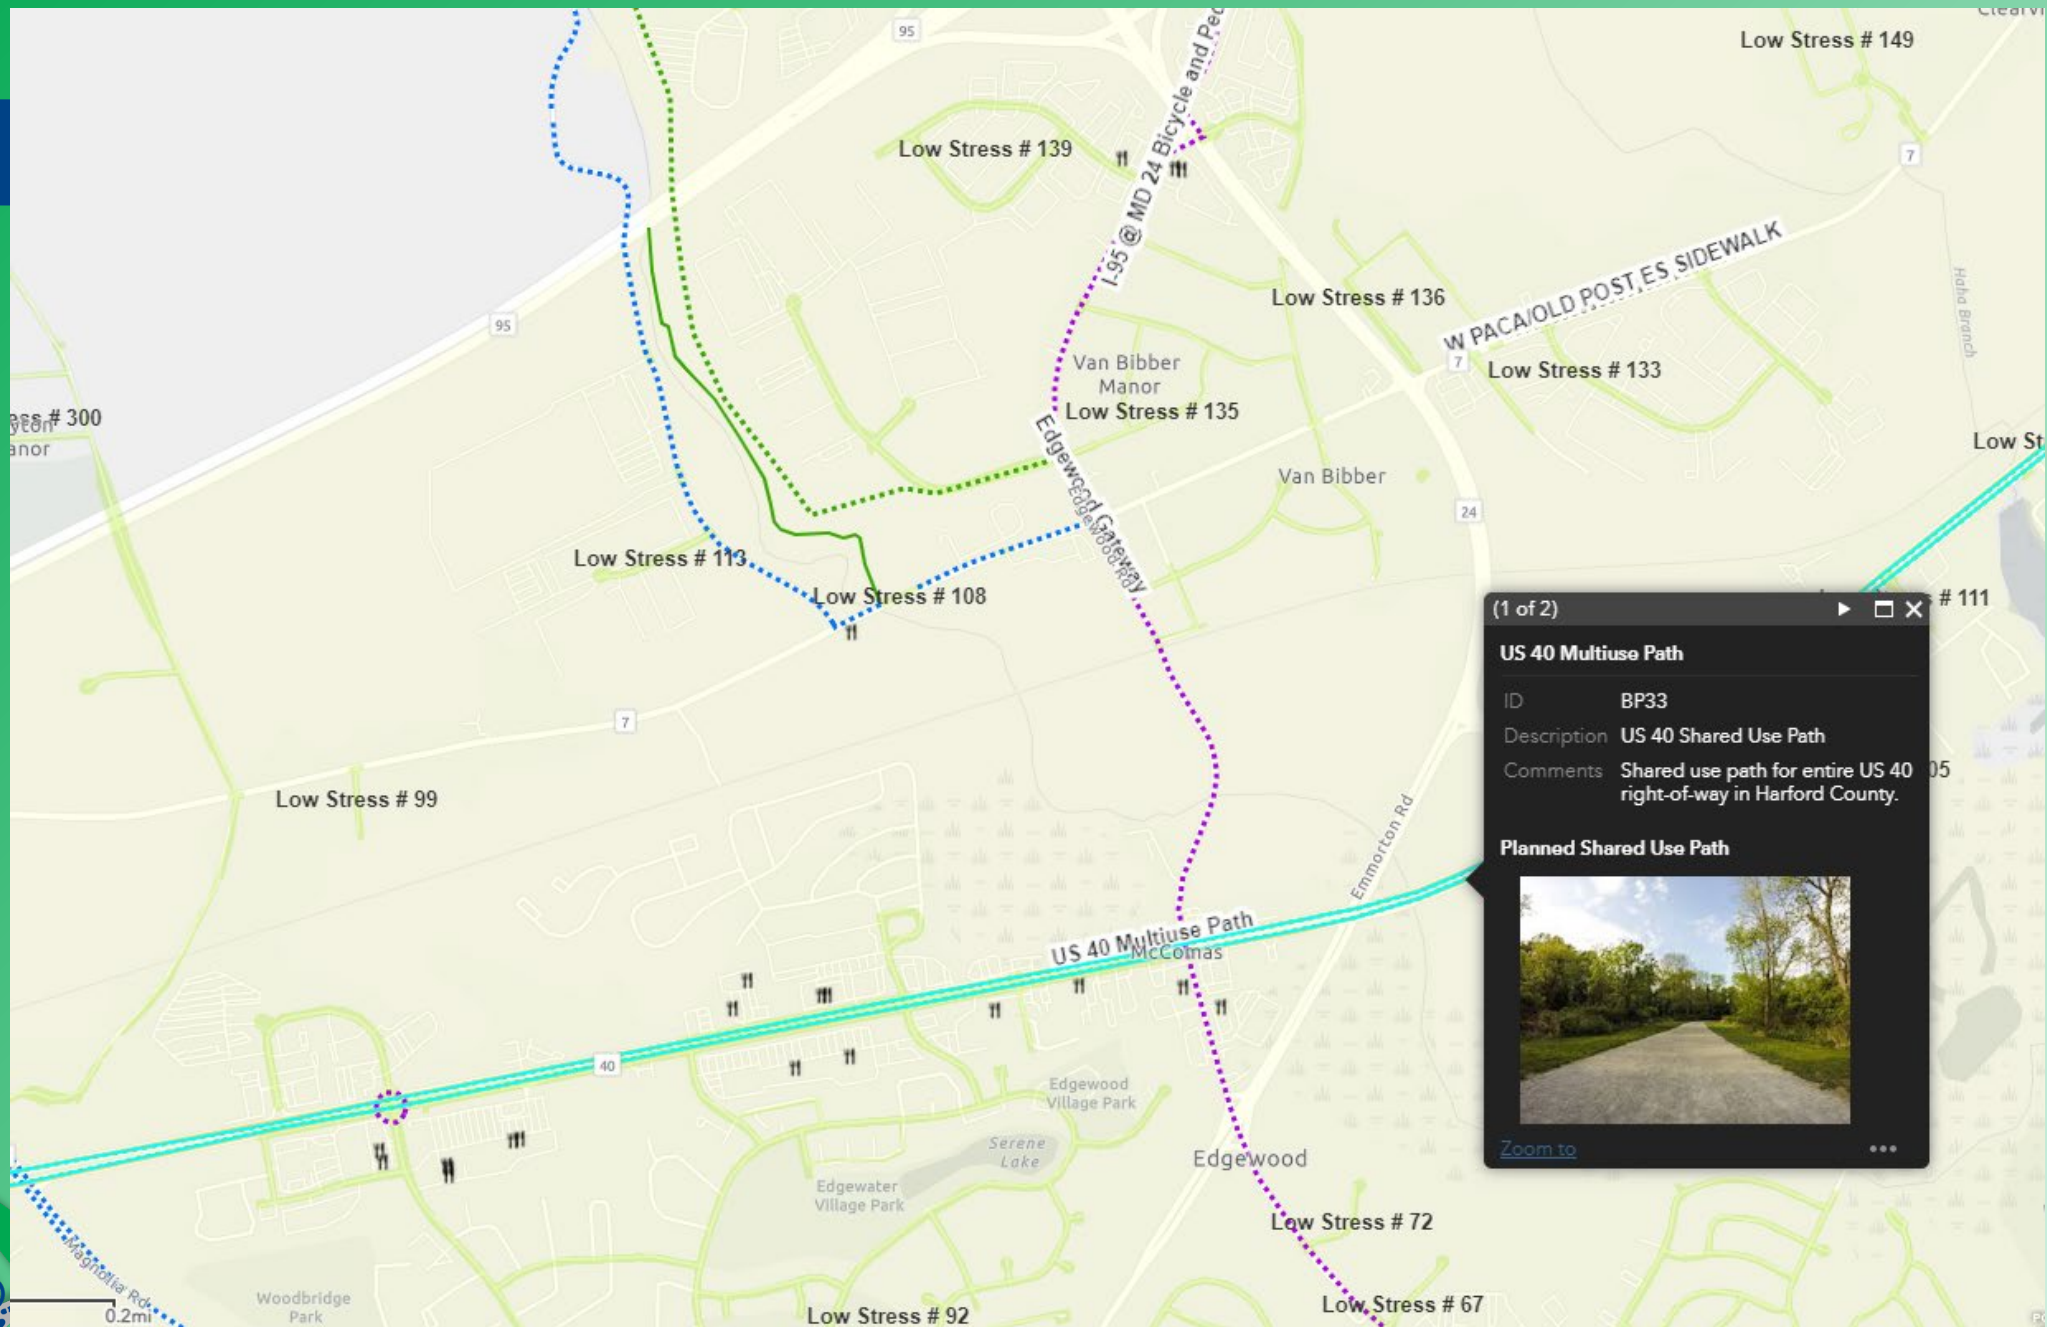 Low Stress # 149
95
I-95 @ MD 24 Bicycle and Ped
Low Stress # 139
7
W PACA/OLD POST,ES SIDEWALK
Low Stress # 136
Haha Branch
95
7
Van Bibber
Manor
Low Stress # 133
Low Stress # 135
ess # 300
anor
Edgewood Gateway
Edgewood Rd
Low St
Van Bibber
24
Low Stress # 113
Low Stress # 108
# 111
(1 of 2)
US 40 Multiuse Path
ID BP33
Description US 40 Shared Use Path
Comments Shared use path for entire US 40
right-of-way in Harford County.
05
Planned Shared Use Path
Zoom to
7
Low Stress # 99
Emmorton Rd
US 40 Multiuse Path
McComas
40
Edgewood
Village Park
Serene
Lake
Edgewood
Edgewater
Village Park
Low Stress # 72
Magnolia Rd
Woodbridge
Park
0.2mi
Low Stress # 67
Low Stress # 92